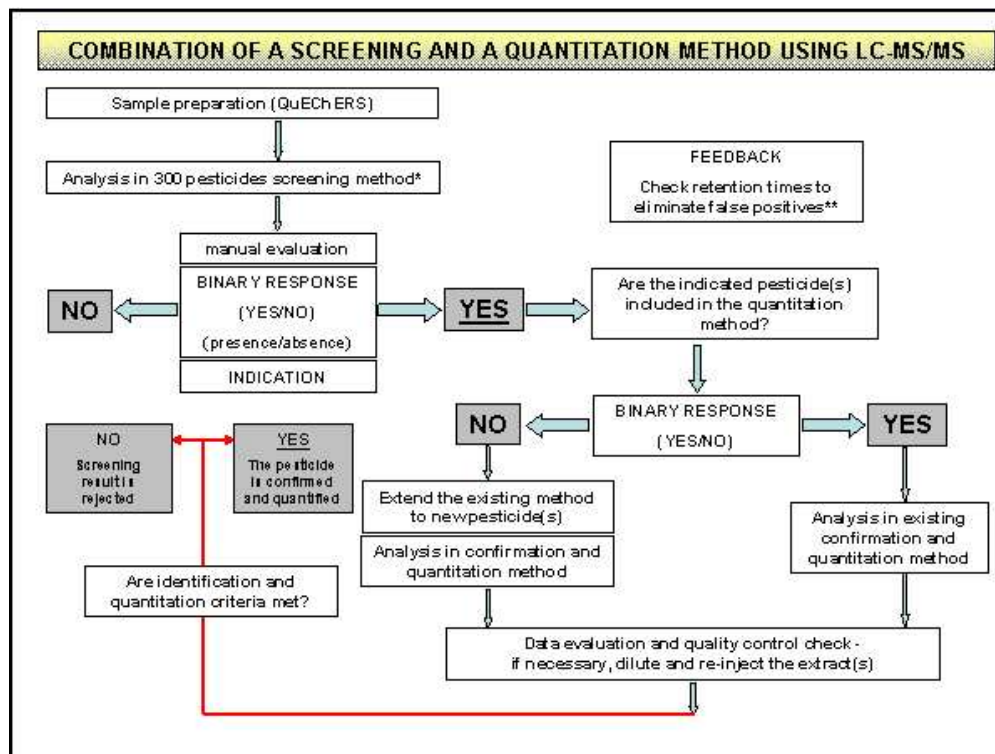 COMBINATION OF A SCREENING AND A QUANTITATION METHOD USING LC-MS/MS
Sample preparation (QuEChERS)
Analysis in 300 pesticides screening method*
FEEDBACK
Check retention times to
eliminate false positives**
manual evaluation
BINARY RESPONSE
(YES/NO)
(presence/absence)
INDICATION
NO
YES
Are the indicated pesticide(s)
included in the quantitation
method?
BINARY RESPONSE
(YES/NO)
NO
YES
Extend the existing method
to new pesticide(s)
Analysis in confirmation and
quantitation method
Analysis in existing
confirmation and
quantitation method
Data evaluation and quality control check -
if necessary, dilute and re-inject the extract(s)
Are identification and
quantitation criteria met?
NO
Screening
result is
rejected
YES
The pesticide
is confirmed
and quantified